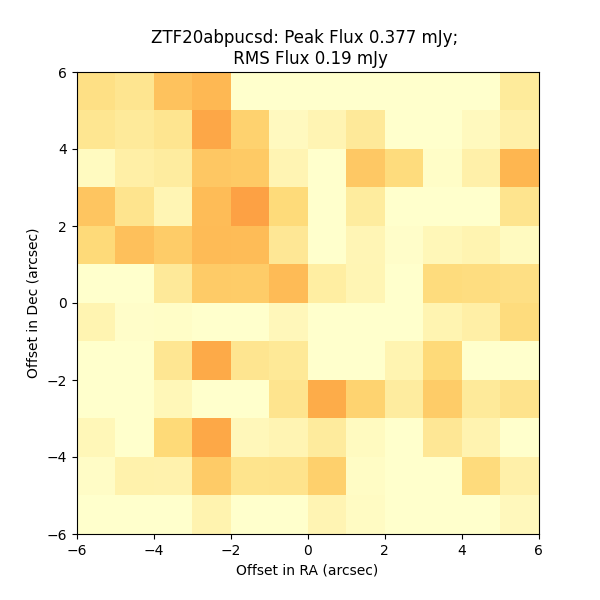 ZTF20abpucsd: Peak Flux 0.377 mJy;
RMS Flux 0.19 mJy
6
4
2
0
−2
−4
−6
Offset in Dec (arcsec)
−6 −4 −2 0 2 4 6
Offset in RA (arcsec)